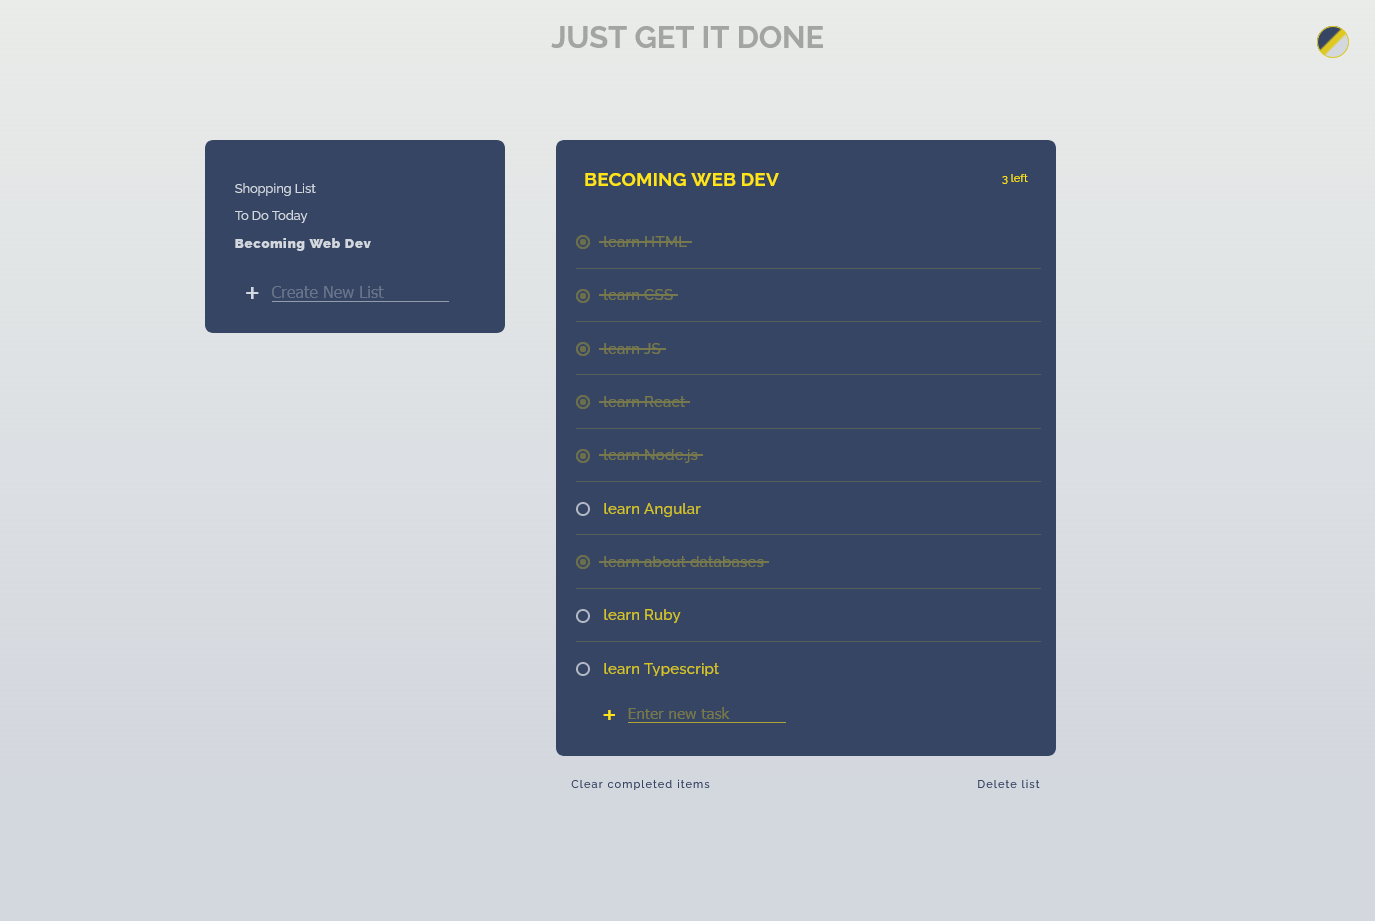 JUST GET IT DONE
Shopping List
To Do Today
Becoming Web Dev
+ Create New List
BECOMING WEB DEV
3 left
learn HTML
learn CSS
learn JS
learn React
learn Node.js
learn Angular
learn about databases
learn Ruby
learn Typescript
+ Enter new task
Clear completed items
Delete list